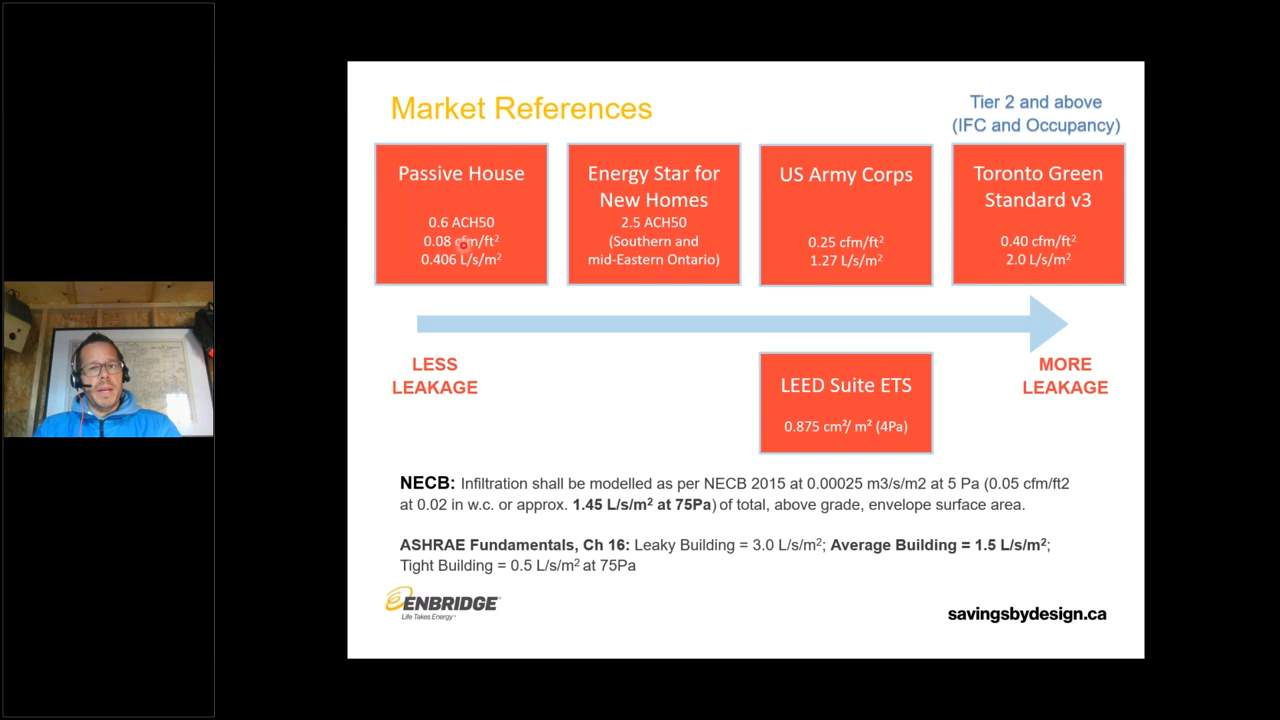 Market References
Tier 2 and above
(IFC and Occupancy)
Passive House
0.6 ACH50
0.08 cfm/ft²
0.406 L/s/m²
Energy Star for
New Homes
2.5 ACH50
(Southern and
mid-Eastern Ontario)
US Army Corps
0.25 cfm/ft²
1.27 L/s/m²
Toronto Green
Standard v3
0.40 cfm/ft²
2.0 L/s/m²
LESS
LEAKAGE
MORE
LEAKAGE
LEED Suite ETS
0.875 cm²/ m² (4Pa)
NECB: Infiltration shall be modelled as per NECB 2015 at 0.00025 m3/s/m2 at 5 Pa (0.05 cfm/ft2
at 0.02 in w.c. or approx. 1.45 L/s/m² at 75Pa) of total, above grade, envelope surface area.
ASHRAE Fundamentals, Ch 16: Leaky Building = 3.0 L/s/m²; Average Building = 1.5 L/s/m²;
Tight Building = 0.5 L/s/m² at 75Pa
ENBRIDGE
Life Takes Energy™
savingsbydesign.ca